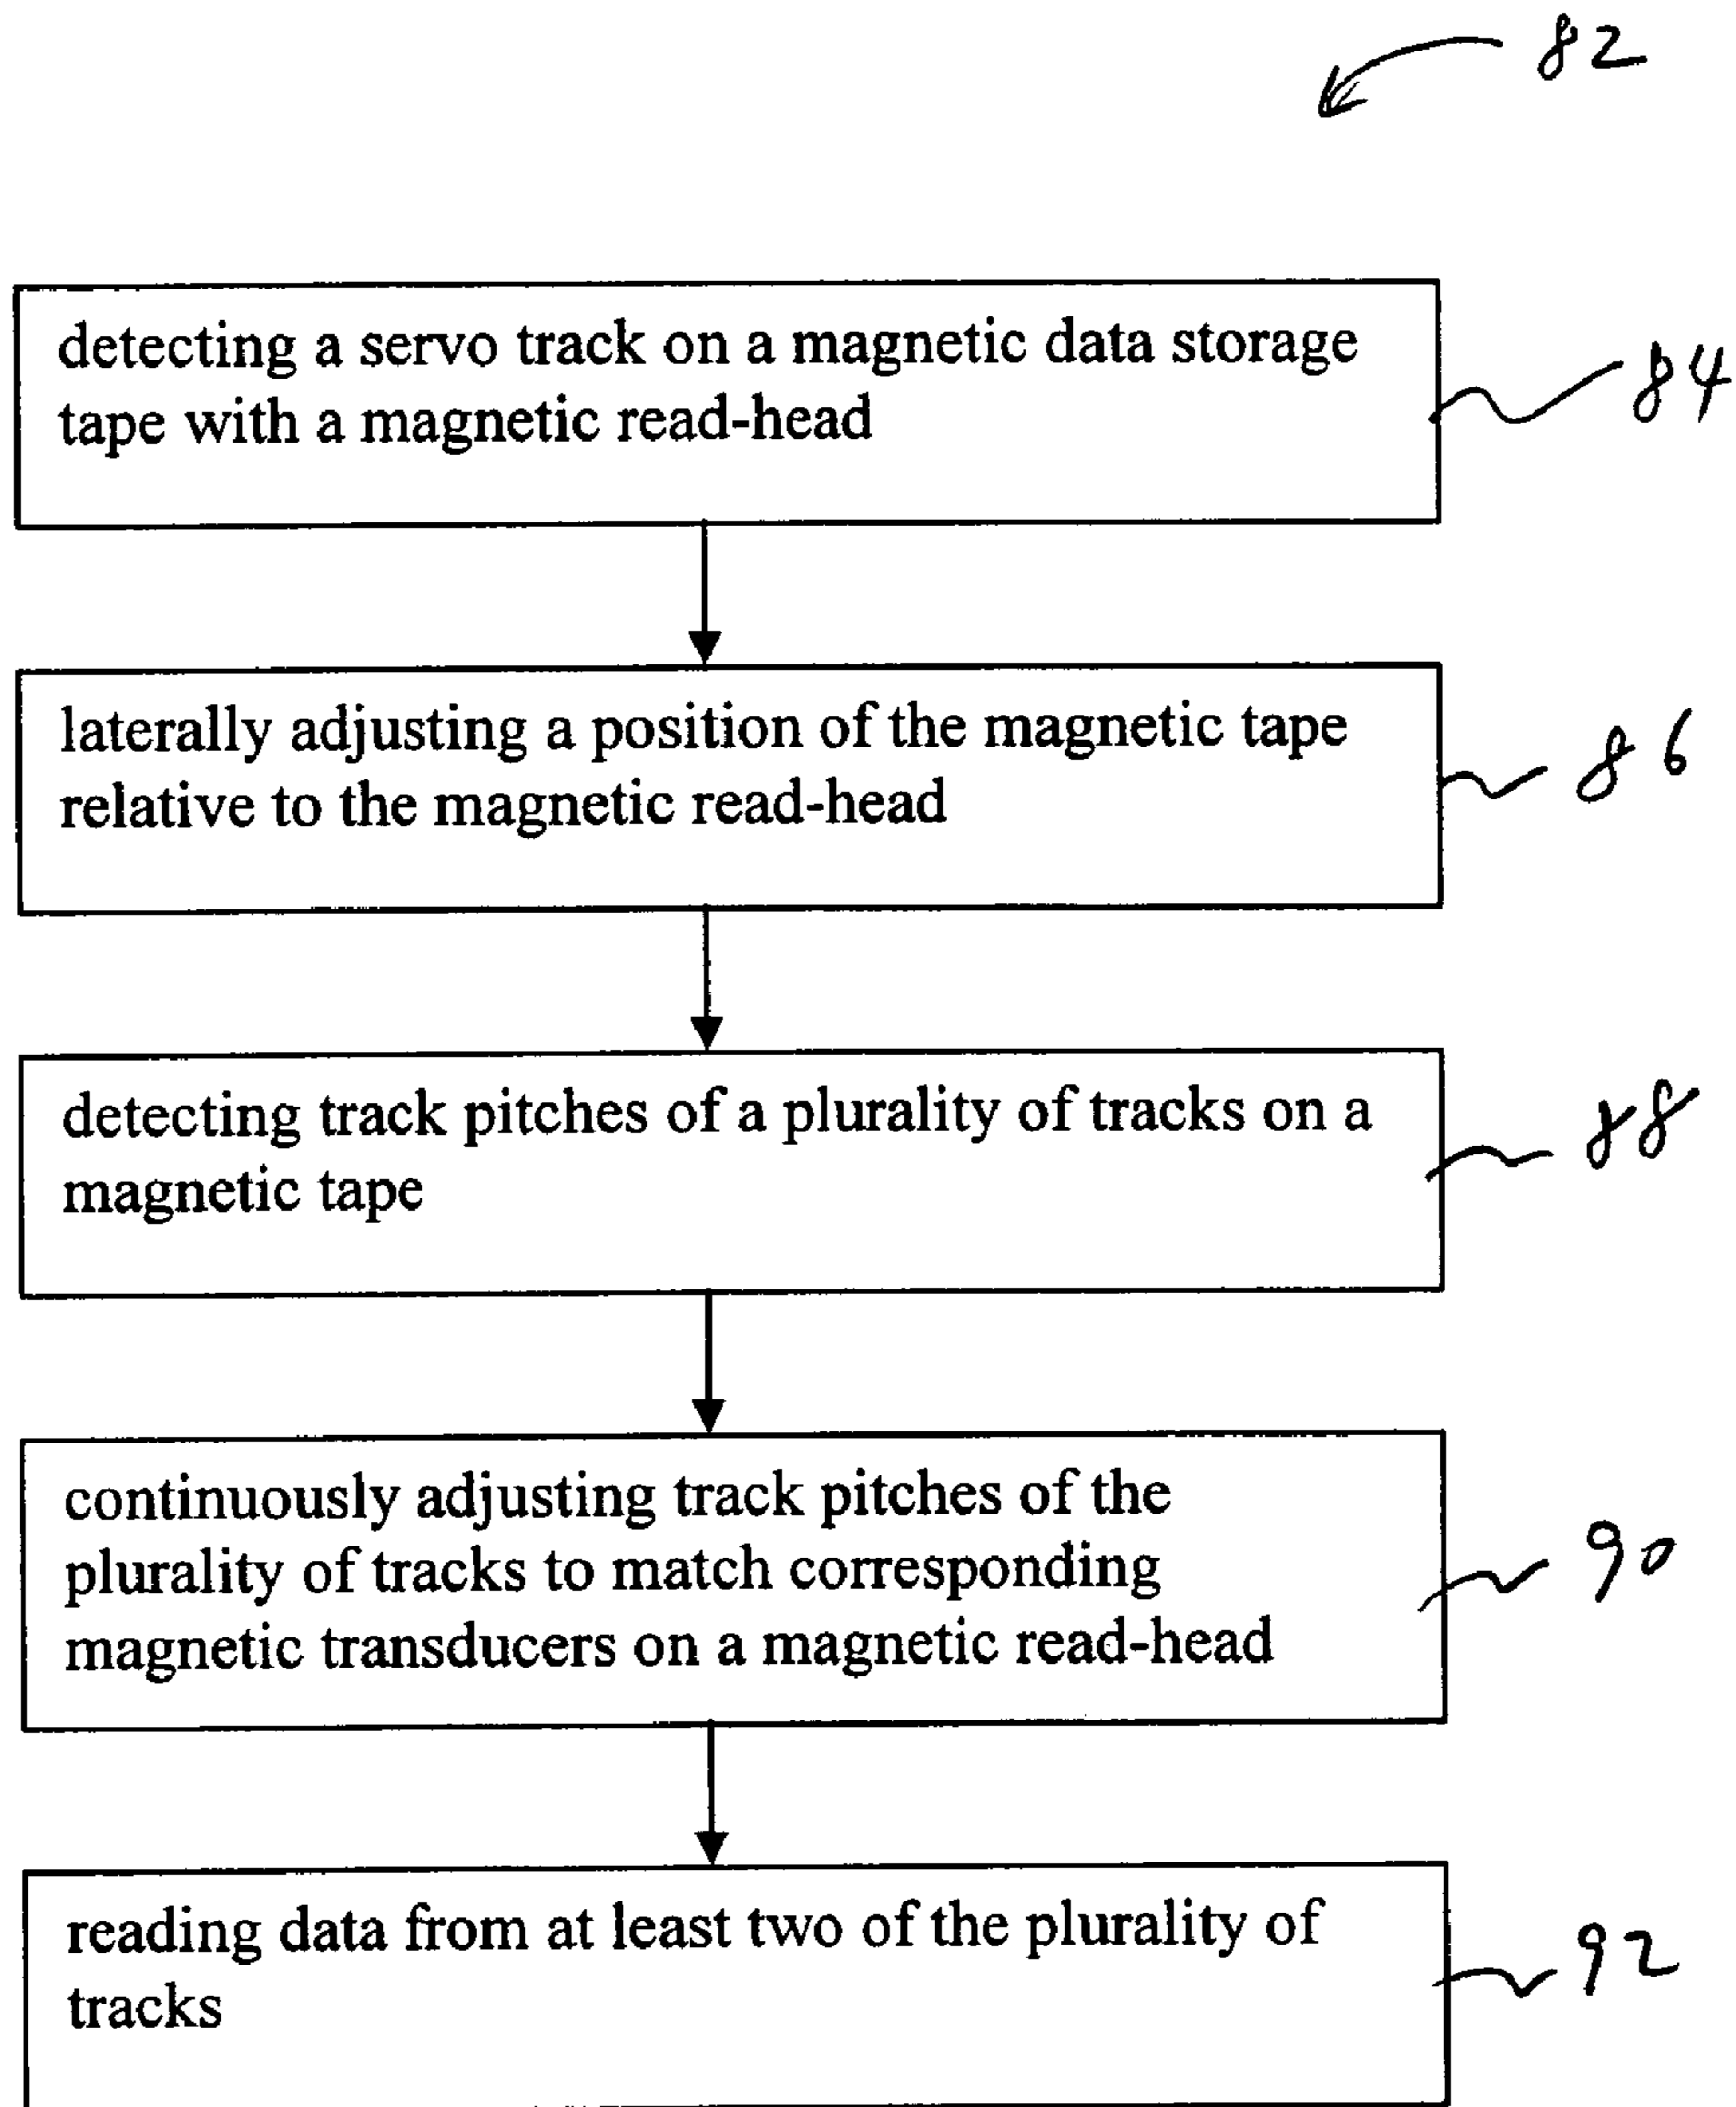 82
detecting a servo track on a magnetic data storage
tape with a magnetic read-head
84
laterally adjusting a position of the magnetic tape
relative to the magnetic read-head
86
detecting track pitches of a plurality of tracks on a
magnetic tape
88
continuously adjusting track pitches of the
plurality of tracks to match corresponding
magnetic transducers on a magnetic read-head
90
reading data from at least two of the plurality of
tracks
92